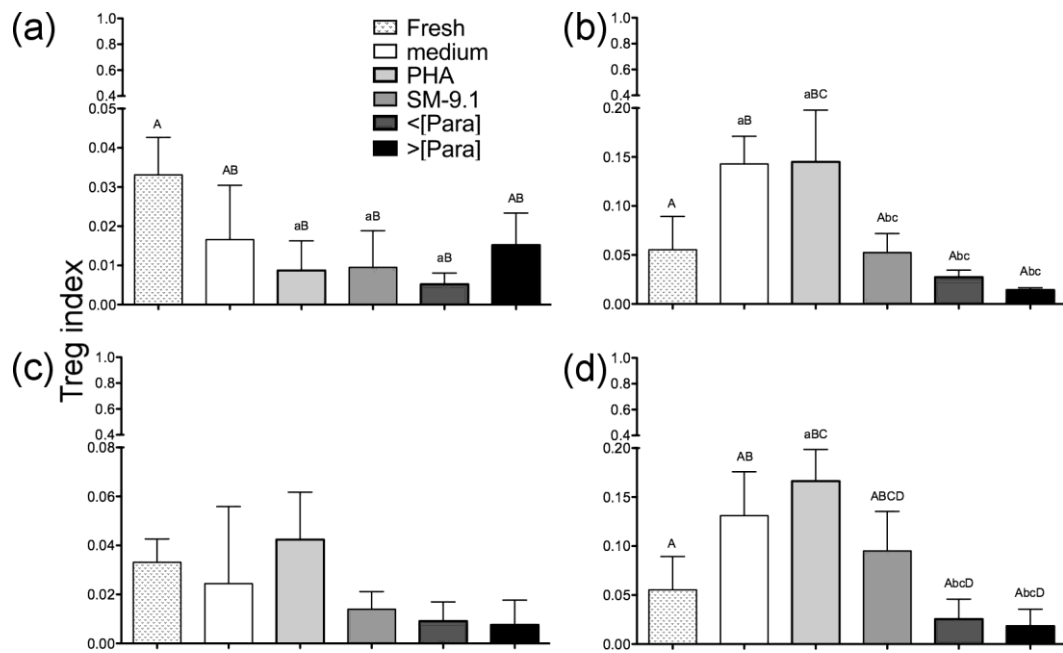 (a)
1.0
0.8
0.6
0.4
0.05
0.04
0.03
0.02
0.01
0.00
A
AB
aB
aB
aB
AB
Fresh
medium
PHA
SM-9.1
<[Para]
>[Para]
(b)
1.0
0.8
0.6
0.4
0.20
0.15
0.10
0.05
0.00
A
aB
aBC
Abc
Abc
Abc
Treg index
(c)
1.0
0.8
0.6
0.4
0.08
0.06
0.04
0.02
0.00
(d)
1.0
0.8
0.6
0.4
0.20
0.15
0.10
0.05
0.00
A
AB
aBC
ABCD
AbcD
AbcD